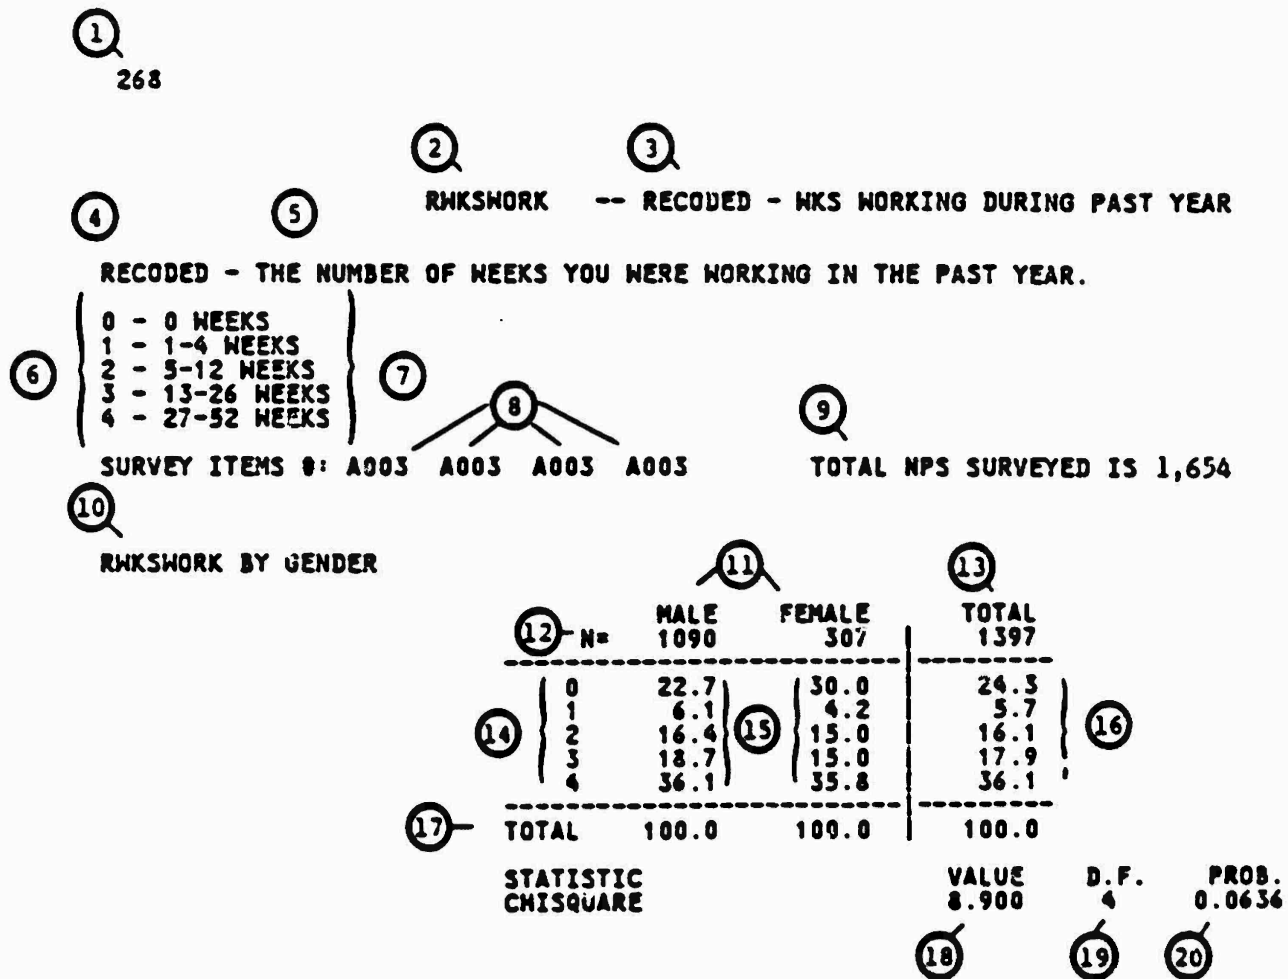 1
268
2 3
RWKSWORK -- RECODED - WKS WORKING DURING PAST YEAR
4 5
RECODED - THE NUMBER OF WEEKS YOU WERE WORKING IN THE PAST YEAR.
0 - 0 WEEKS
1 - 1-4 WEEKS
6 2 - 5-12 WEEKS 7
3 - 13-26 WEEKS
4 - 27-52 WEEKS
8 9
SURVEY ITEMS #: A003 A003 A003 A003 TOTAL NPS SURVEYED IS 1,654
10
RWKSWORK BY GENDER
11 13
MALE FEMALE TOTAL
12 N= 1090 307 1397
0 22.7 30.0 24.3
1 6.1 4.2 5.7
14 2 16.4 15 15.0 16.1 16
3 18.7 15.0 17.9
4 36.1 35.8 36.1
17 TOTAL 100.0 100.0 100.0
STATISTIC VALUE D.F. PROB.
CHISQUARE 8.900 4 0.0636
18 19 20